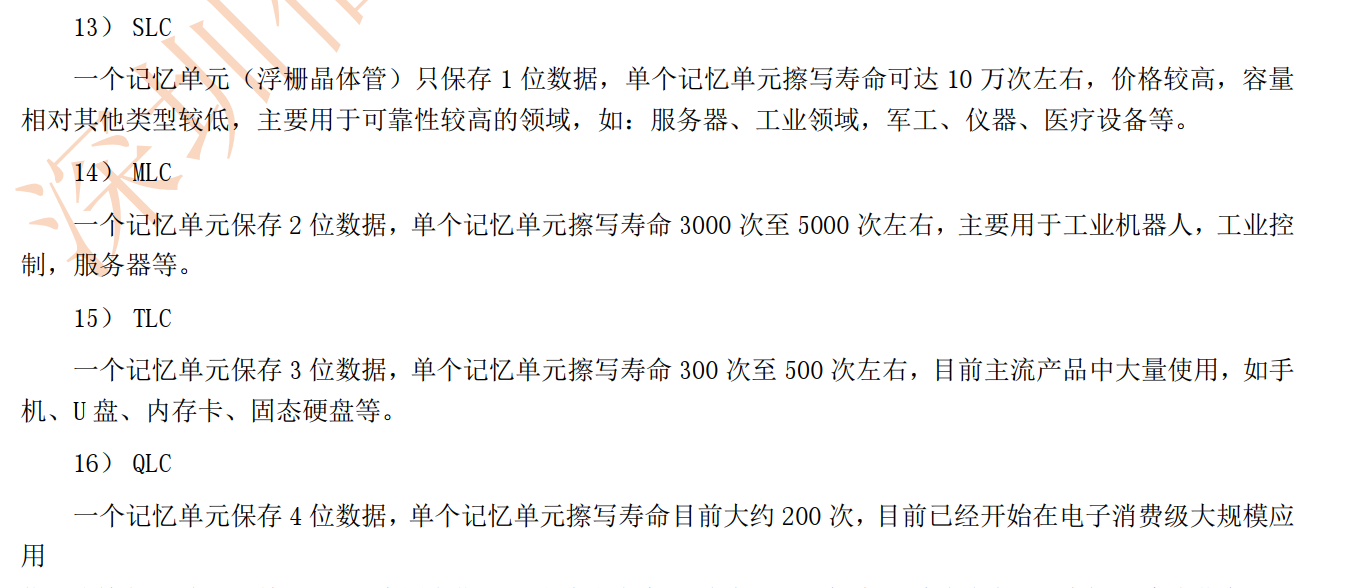 13） SLC
一个记忆单元（浮栅晶体管）只保存 1 位数据，单个记忆单元擦写寿命可达 10 万次左右，价格较高，容量
相对其他类型较低，主要用于可靠性较高的领域，如：服务器、工业领域，军工、仪器、医疗设备等。
14） MLC
一个记忆单元保存 2 位数据，单个记忆单元擦写寿命 3000 次至 5000 次左右，主要用于工业机器人，工业控
制，服务器等。
15） TLC
一个记忆单元保存 3 位数据，单个记忆单元擦写寿命 300 次至 500 次左右，目前主流产品中大量使用，如手
机、U 盘、内存卡、固态硬盘等。
16） QLC
一个记忆单元保存 4 位数据，单个记忆单元擦写寿命目前大约 200 次，目前已经开始在电子消费级大规模应
用
深圳